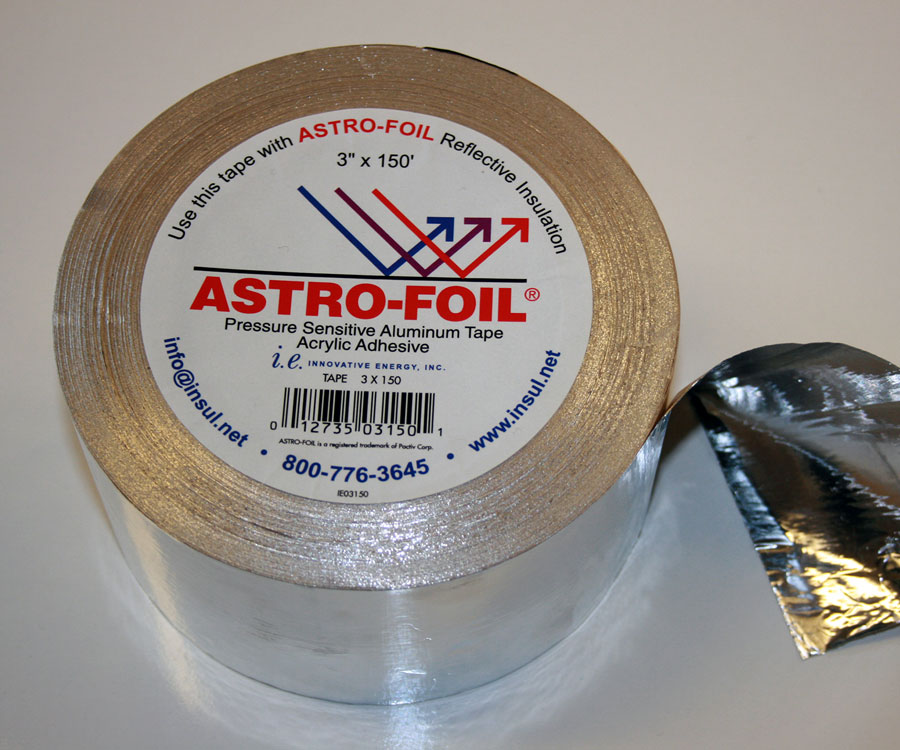 Use this tape with ASTRO-FOIL Reflective Insulation
3" x 150'
ASTRO-FOIL®
Pressure Sensitive Aluminum Tape
Acrylic Adhesive
i.e. INNOVATIVE ENERGY, INC.
TAPE 3 X 150
0 12735 03150 1
ASTRO-FOIL is a registered trademark of Pactiv Corp.
info@insul.net • 800-776-3645 • www.insul.net
IE03150